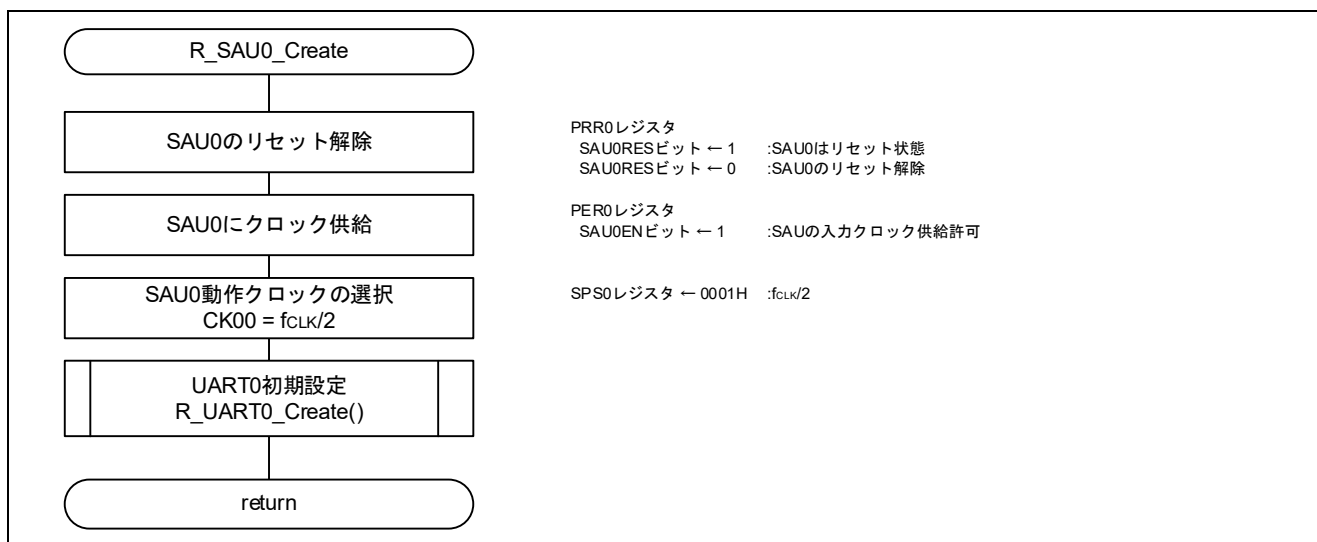 R_SAU0_Create
SAU0のリセット解除
PRR0レジスタ
SAU0RESビット ← 1 :SAU0はリセット状態
SAU0RESビット ← 0 :SAU0のリセット解除
SAU0にクロック供給
PER0レジスタ
SAU0ENビット ← 1 :SAUの入力クロック供給許可
SAU0動作クロックの選択
CK00 = fCLK/2
SPS0レジスタ ← 0001H :fCLK/2
UART0初期設定
R_UART0_Create()
return